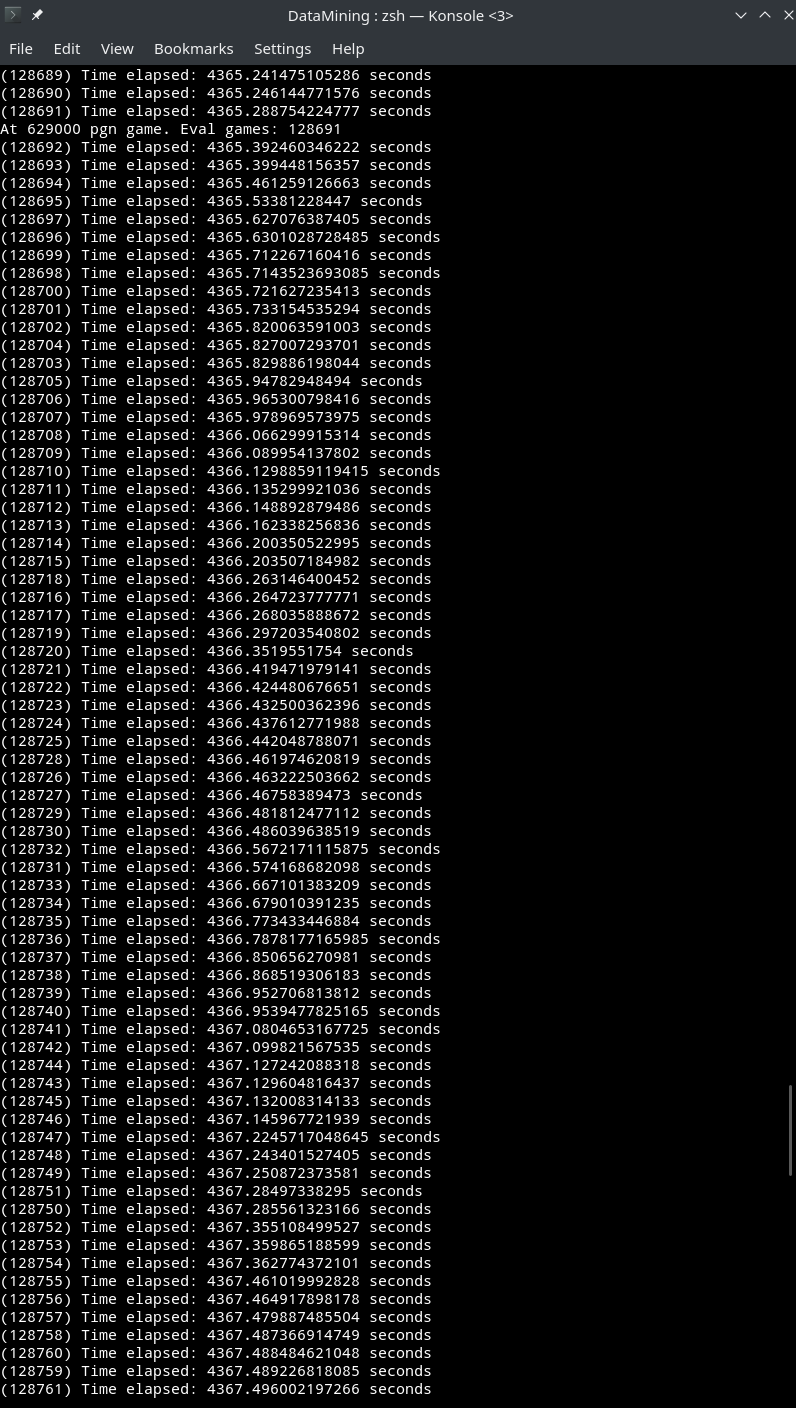 DataMining : zsh — Konsole <3>
File Edit View Bookmarks Settings Help
(128689) Time elapsed: 4365.241475105286 seconds
(128690) Time elapsed: 4365.246144771576 seconds
(128691) Time elapsed: 4365.288754224777 seconds
At 629000 pgn game. Eval games: 128691
(128692) Time elapsed: 4365.392460346222 seconds
(128693) Time elapsed: 4365.399448156357 seconds
(128694) Time elapsed: 4365.461259126663 seconds
(128695) Time elapsed: 4365.53381228447 seconds
(128697) Time elapsed: 4365.627076387405 seconds
(128696) Time elapsed: 4365.6301028728485 seconds
(128699) Time elapsed: 4365.712267160416 seconds
(128698) Time elapsed: 4365.7143523693085 seconds
(128700) Time elapsed: 4365.721627235413 seconds
(128701) Time elapsed: 4365.733154535294 seconds
(128702) Time elapsed: 4365.820063591003 seconds
(128704) Time elapsed: 4365.827007293701 seconds
(128703) Time elapsed: 4365.829886198044 seconds
(128705) Time elapsed: 4365.94782948494 seconds
(128706) Time elapsed: 4365.965300798416 seconds
(128707) Time elapsed: 4365.978969573975 seconds
(128708) Time elapsed: 4366.066299915314 seconds
(128709) Time elapsed: 4366.089954137802 seconds
(128710) Time elapsed: 4366.1298859119415 seconds
(128711) Time elapsed: 4366.135299921036 seconds
(128712) Time elapsed: 4366.148892879486 seconds
(128713) Time elapsed: 4366.162338256836 seconds
(128714) Time elapsed: 4366.200350522995 seconds
(128715) Time elapsed: 4366.203507184982 seconds
(128718) Time elapsed: 4366.263146400452 seconds
(128716) Time elapsed: 4366.264723777771 seconds
(128717) Time elapsed: 4366.268035888672 seconds
(128719) Time elapsed: 4366.297203540802 seconds
(128720) Time elapsed: 4366.3519551754 seconds
(128721) Time elapsed: 4366.419471979141 seconds
(128722) Time elapsed: 4366.424480676651 seconds
(128723) Time elapsed: 4366.432500362396 seconds
(128724) Time elapsed: 4366.437612771988 seconds
(128725) Time elapsed: 4366.442048788071 seconds
(128728) Time elapsed: 4366.461974620819 seconds
(128726) Time elapsed: 4366.463222503662 seconds
(128727) Time elapsed: 4366.46758389473 seconds
(128729) Time elapsed: 4366.481812477112 seconds
(128730) Time elapsed: 4366.486039638519 seconds
(128732) Time elapsed: 4366.5672171115875 seconds
(128731) Time elapsed: 4366.574168682098 seconds
(128733) Time elapsed: 4366.667101383209 seconds
(128734) Time elapsed: 4366.679010391235 seconds
(128735) Time elapsed: 4366.773433446884 seconds
(128736) Time elapsed: 4366.7878177165985 seconds
(128737) Time elapsed: 4366.850656270981 seconds
(128738) Time elapsed: 4366.868519306183 seconds
(128739) Time elapsed: 4366.952706813812 seconds
(128740) Time elapsed: 4366.9539477825165 seconds
(128741) Time elapsed: 4367.0804653167725 seconds
(128742) Time elapsed: 4367.099821567535 seconds
(128744) Time elapsed: 4367.127242088318 seconds
(128743) Time elapsed: 4367.129604816437 seconds
(128745) Time elapsed: 4367.132008314133 seconds
(128746) Time elapsed: 4367.145967721939 seconds
(128747) Time elapsed: 4367.2245717048645 seconds
(128748) Time elapsed: 4367.243401527405 seconds
(128749) Time elapsed: 4367.250872373581 seconds
(128751) Time elapsed: 4367.28497338295 seconds
(128750) Time elapsed: 4367.285561323166 seconds
(128752) Time elapsed: 4367.355108499527 seconds
(128753) Time elapsed: 4367.359865188599 seconds
(128754) Time elapsed: 4367.362774372101 seconds
(128755) Time elapsed: 4367.461019992828 seconds
(128756) Time elapsed: 4367.464917898178 seconds
(128757) Time elapsed: 4367.479887485504 seconds
(128758) Time elapsed: 4367.487366914749 seconds
(128760) Time elapsed: 4367.488484621048 seconds
(128759) Time elapsed: 4367.489226818085 seconds
(128761) Time elapsed: 4367.496002197266 seconds